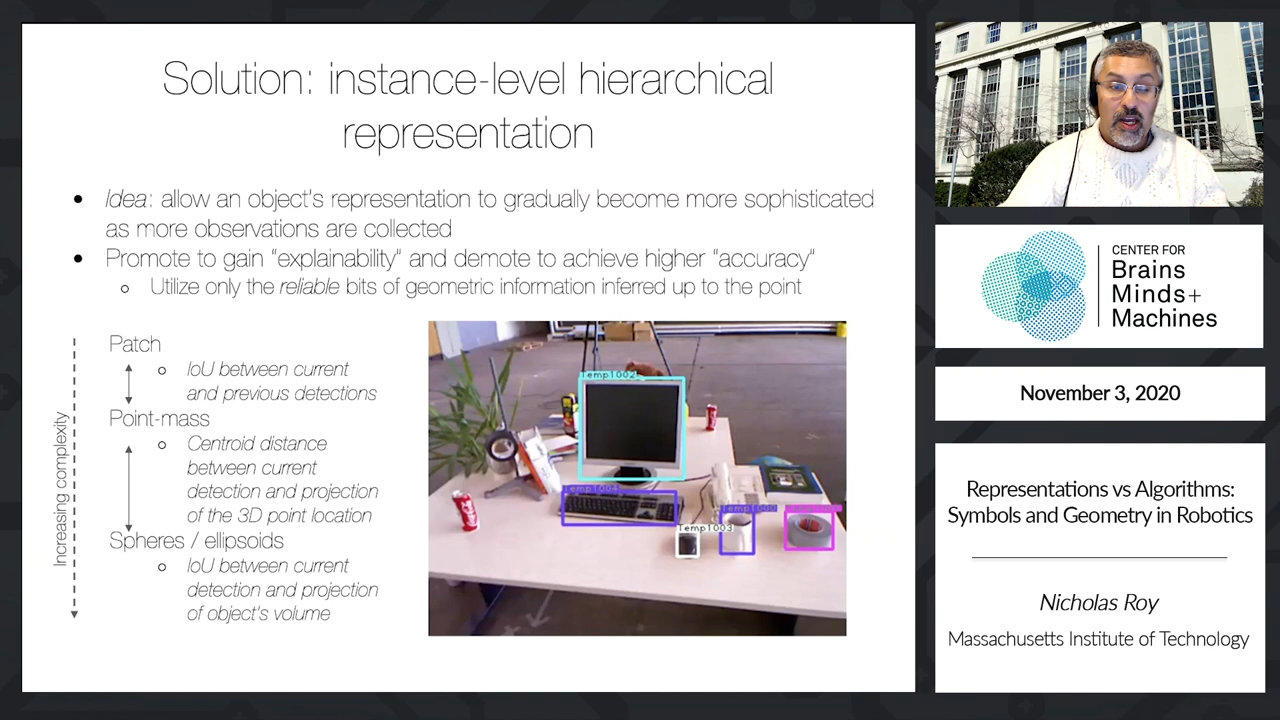 Solution: instance-level hierarchical
representation
• Idea: allow an object's representation to gradually become more sophisticated
as more observations are collected
• Promote to gain "explainability" and demote to achieve higher "accuracy"
○ Utilize only the reliable bits of geometric information inferred up to the point
Increasing complexity
Patch
○ IoU between current
and previous detections
Point-mass
○ Centroid distance
between current
detection and projection
of the 3D point location
Spheres / ellipsoids
○ IoU between current
detection and projection
of object's volume
Temp1002
Temp1004
Temp1003
Temp1000
CENTER FOR
Brains
Minds+
Machines
November 3, 2020
Representations vs Algorithms:
Symbols and Geometry in Robotics
Nicholas Roy
Massachusetts Institute of Technology